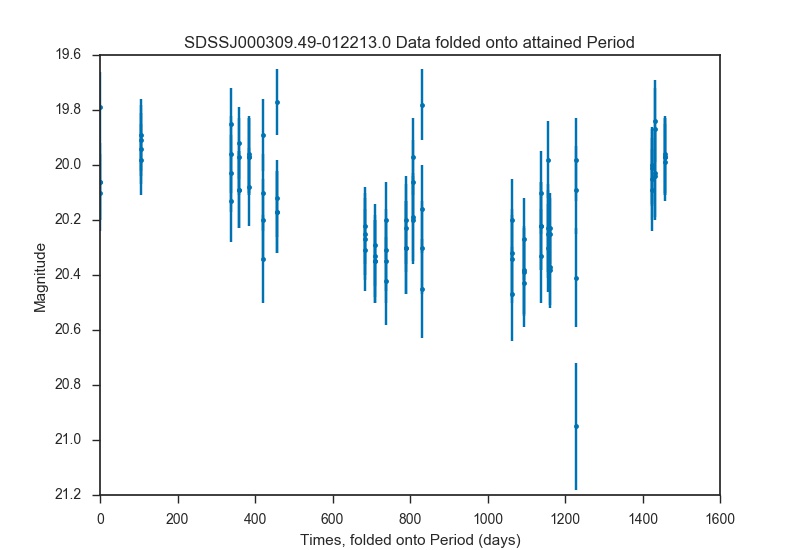 SDSSJ000309.49-012213.0 Data folded onto attained Period
19.6
19.8
20.0
20.2
20.4
20.6
20.8
21.0
21.2
Magnitude
0 200 400 600 800 1000 1200 1400 1600
Times, folded onto Period (days)